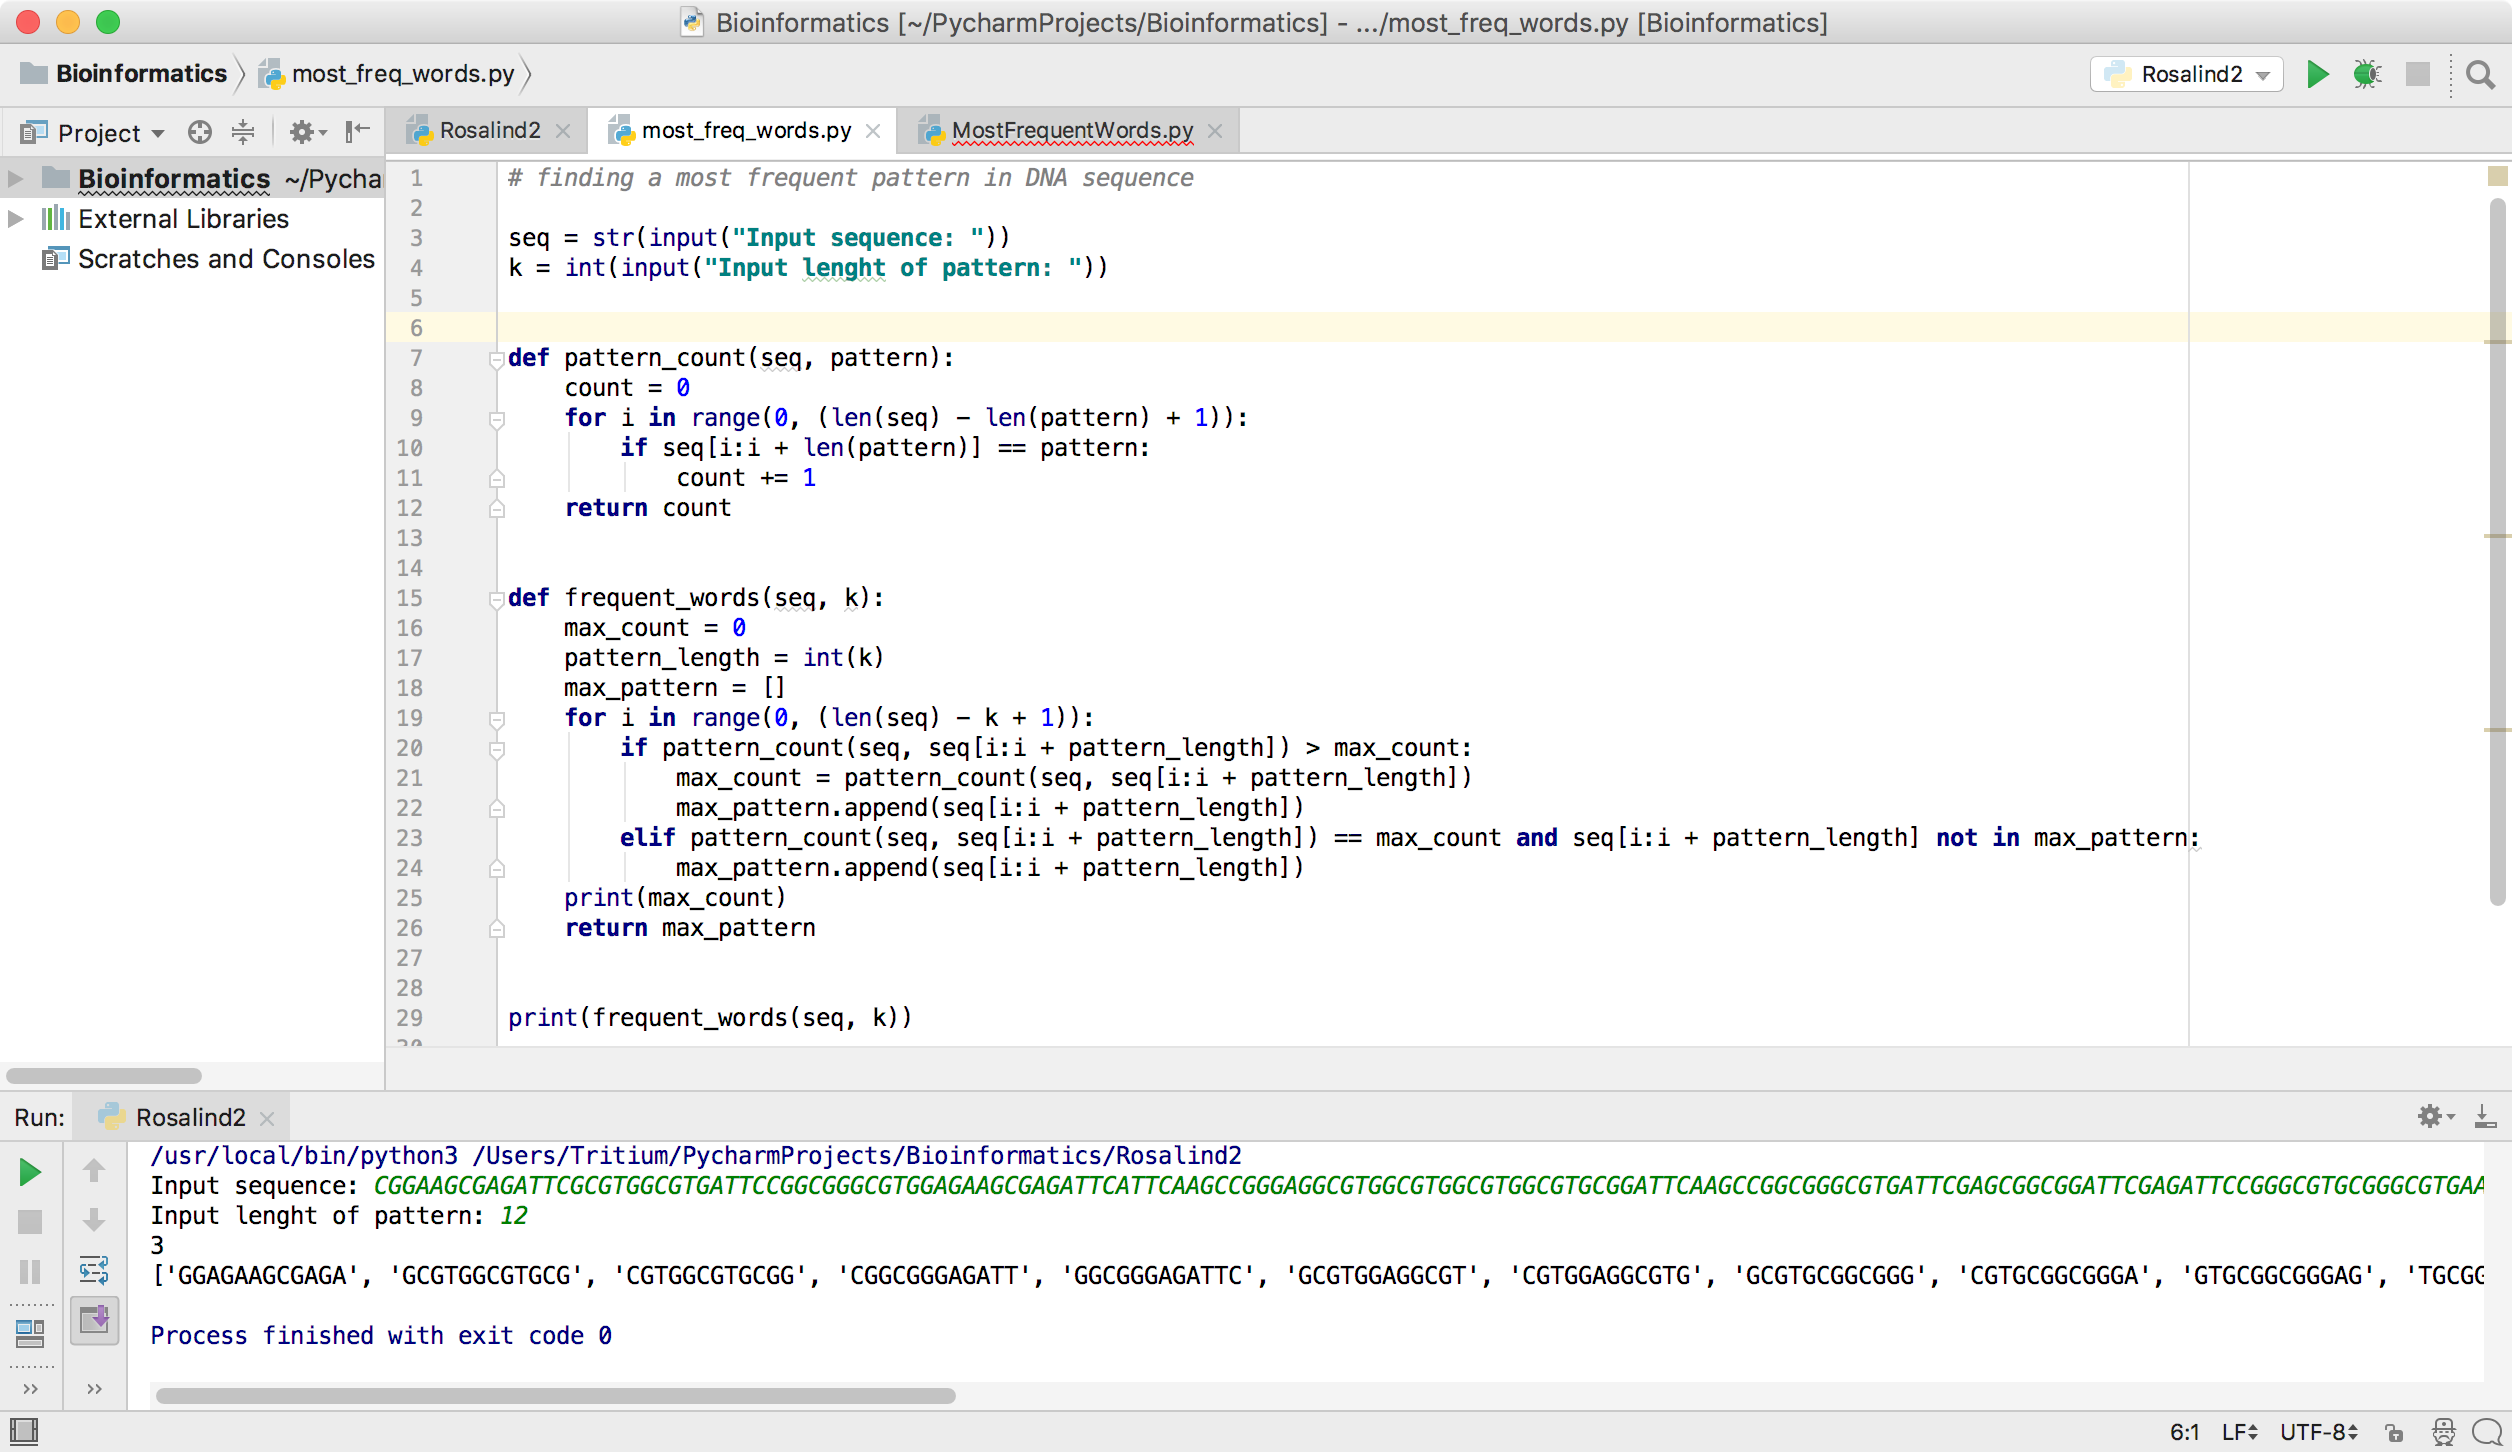 Bioinformatics [~/PycharmProjects/Bioinformatics] - .../most_freq_words.py [Bioinformatics]
Bioinformatics most_freq_words.py Rosalind2
Project Rosalind2 most_freq_words.py MostFrequentWords.py
Bioinformatics ~/Pycha
External Libraries
Scratches and Consoles
1 # finding a most frequent pattern in DNA sequence
2
3 seq = str(input("Input sequence: "))
4 k = int(input("Input lenght of pattern: "))
5
6
7 def pattern_count(seq, pattern):
8     count = 0
9     for i in range(0, (len(seq) - len(pattern) + 1)):
10         if seq[i:i + len(pattern)] == pattern:
11             count += 1
12     return count
13
14
15 def frequent_words(seq, k):
16     max_count = 0
17     pattern_length = int(k)
18     max_pattern = []
19     for i in range(0, (len(seq) - k + 1)):
20         if pattern_count(seq, seq[i:i + pattern_length]) > max_count:
21             max_count = pattern_count(seq, seq[i:i + pattern_length])
22             max_pattern.append(seq[i:i + pattern_length])
23         elif pattern_count(seq, seq[i:i + pattern_length]) == max_count and seq[i:i + pattern_length] not in max_pattern:
24             max_pattern.append(seq[i:i + pattern_length])
25     print(max_count)
26     return max_pattern
27
28
29 print(frequent_words(seq, k))
30
Run: Rosalind2
/usr/local/bin/python3 /Users/Tritium/PycharmProjects/Bioinformatics/Rosalind2
Input sequence: CGGAAGCGAGATTCGCGTGGCGTGATTCCGGCGGGCGTGGAGAAGCGAGATTCATTCAAGCCGGGAGGCGTGGCGTGGCGTGGCGTGCGGATTCAAGCCGGCGGGCGTGATTCGAGCGGCGGATTCGAGATTCCGGGCGTGCGGGCGTGAA
Input lenght of pattern: 12
3
['GGAGAAGCGAGA', 'GCGTGGCGTGCG', 'CGTGGCGTGCGG', 'CGGCGGGAGATT', 'GGCGGGAGATTC', 'GCGTGGAGGCGT', 'CGTGGAGGCGTG', 'GCGTGCGGCGGG', 'CGTGCGGCGGGA', 'GTGCGGCGGGAG', 'TGCGG
Process finished with exit code 0
6:1 LF UTF-8